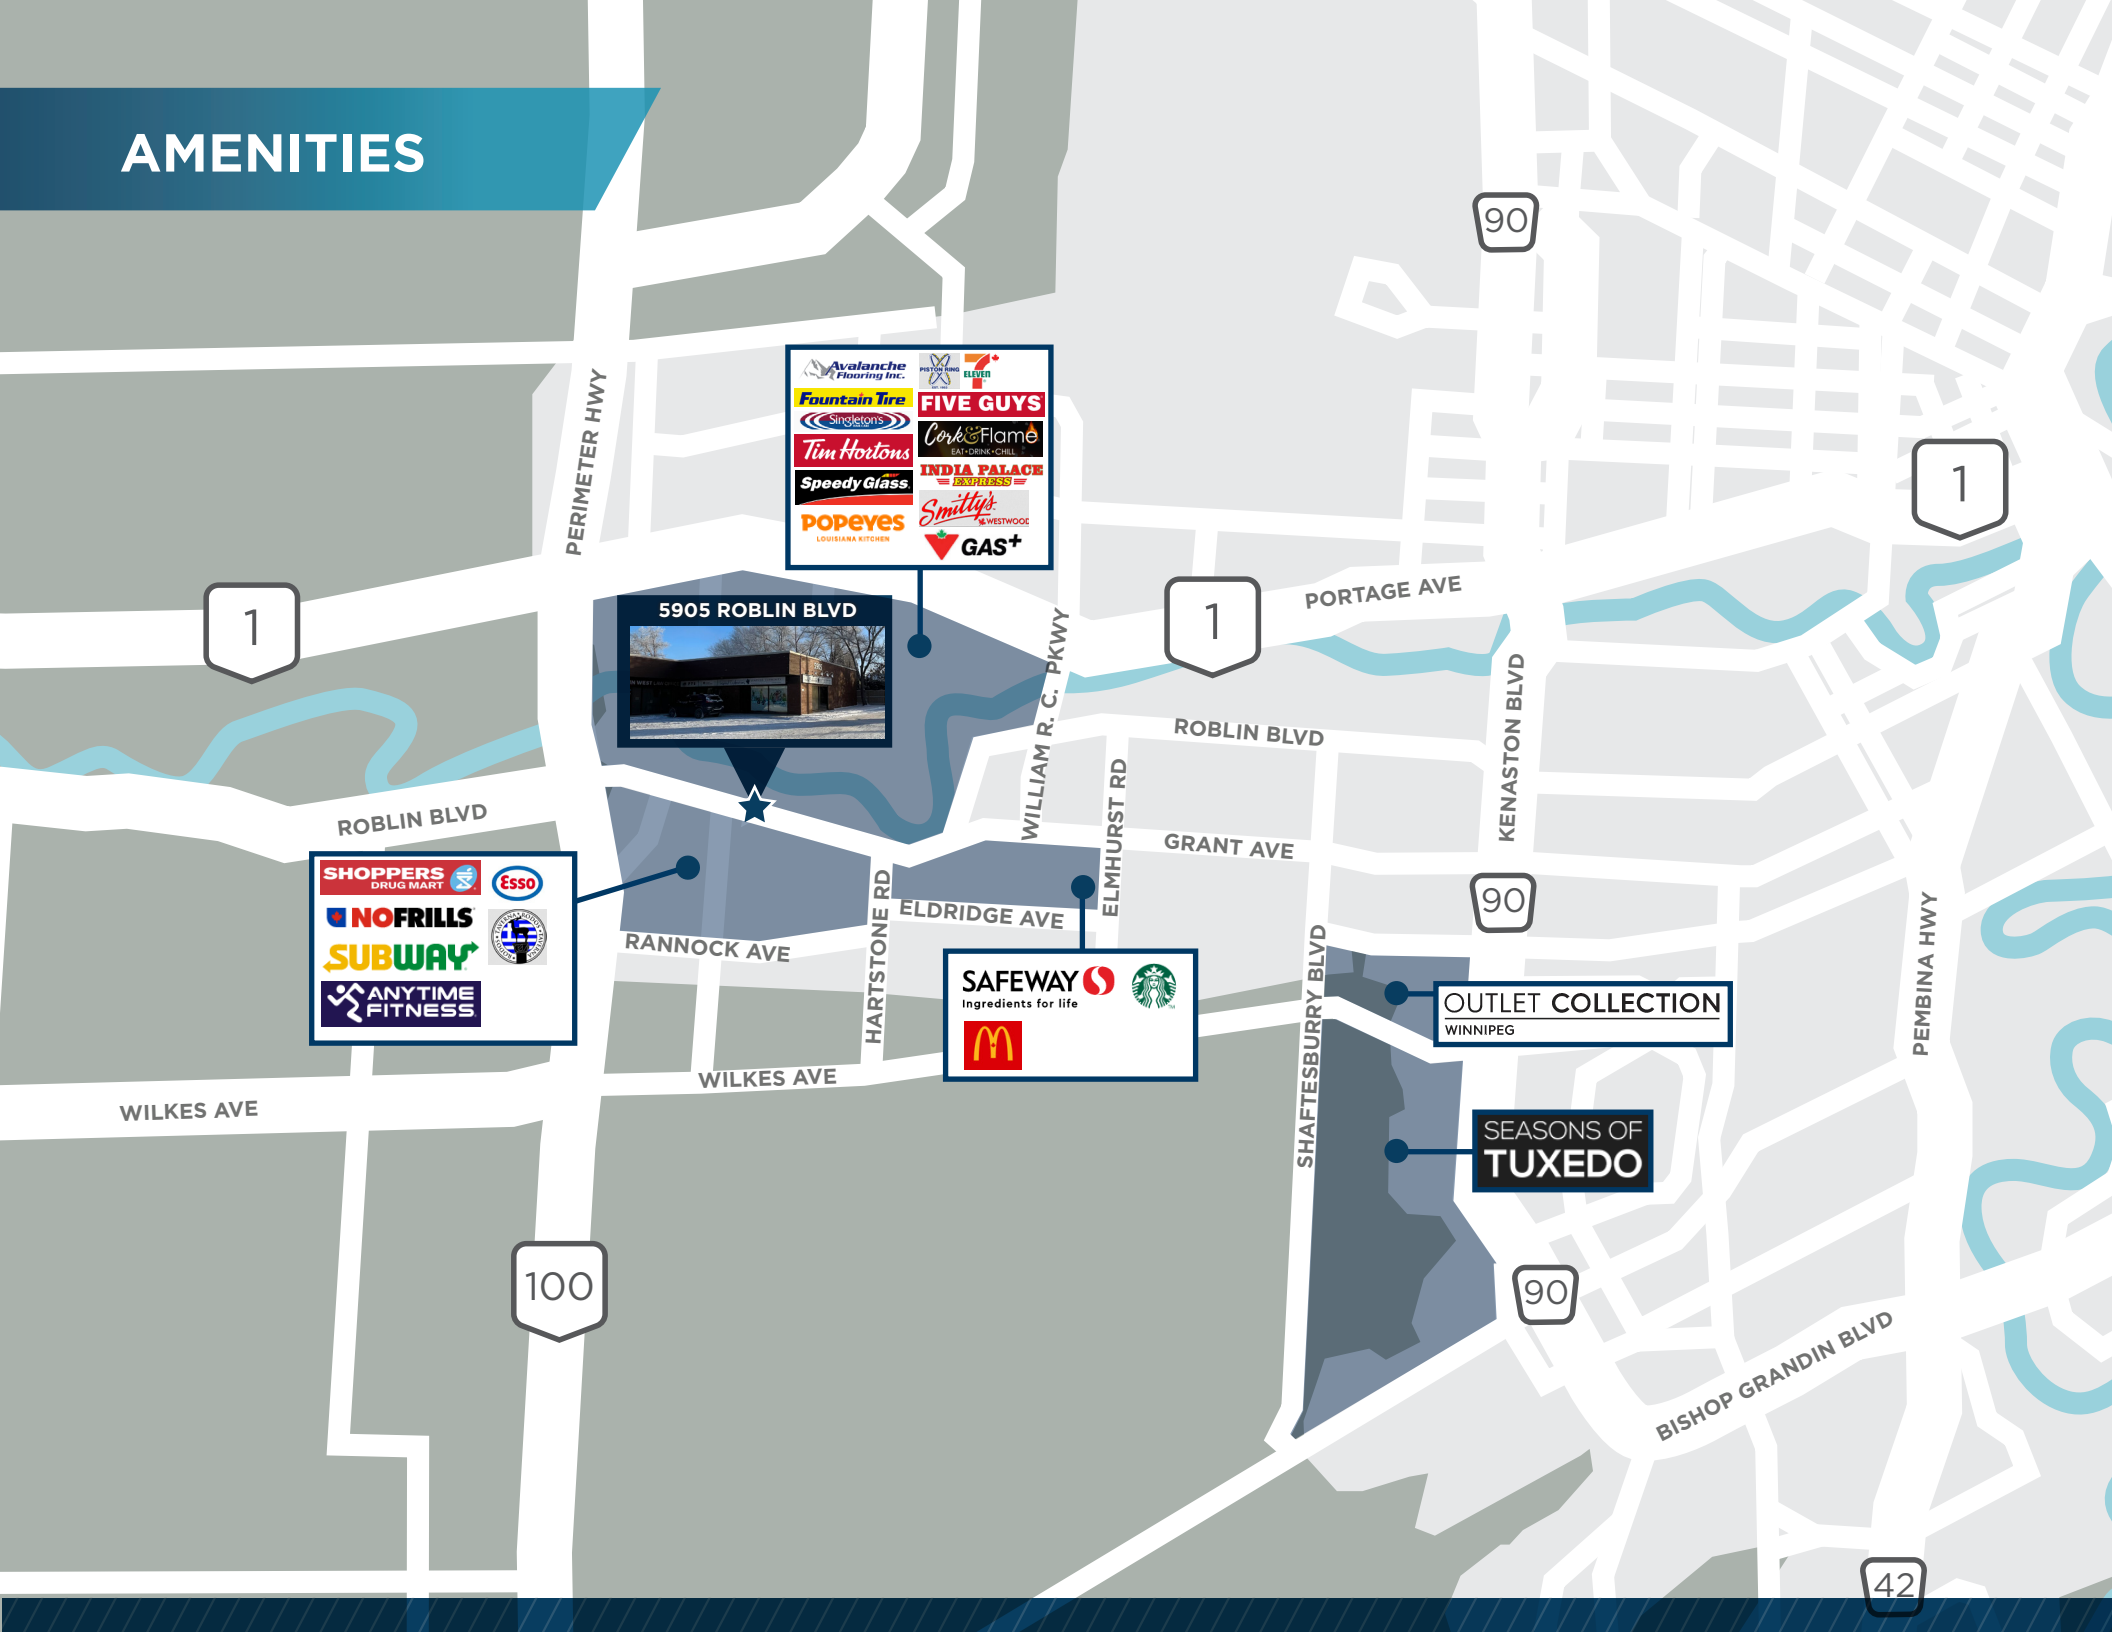 AMENITIES
90
1
1
1
90
90
100
42
PERIMETER HWY
Avalanche
Flooring Inc.
PISTON RING
7
ELEVEN
Fountain Tire
FIVE GUYS
Singleton's
Tim Hortons
Cork&Flame
EAT•DRINK•CHILL
Speedy Glass
INDIA PALACE
EXPRESS
POPEYES
LOUISIANA KITCHEN
Smitty's
WESTWOOD
GAS+
5905 ROBLIN BLVD
PORTAGE AVE
WILLIAM R. C. PKWY
ROBLIN BLVD
KENASTON BLVD
ELMHURST RD
GRANT AVE
ROBLIN BLVD
SHOPPERS
DRUG MART
Esso
NOFRILLS
SUBWAY
ANYTIME
FITNESS
HARTSTONE RD
ELDRIDGE AVE
RANNOCK AVE
SAFEWAY
Ingredients for life
SHAFTESBURRY BLVD
OUTLET COLLECTION
WINNIPEG
PEMBINA HWY
WILKES AVE
WILKES AVE
SEASONS OF
TUXEDO
BISHOP GRANDIN BLVD